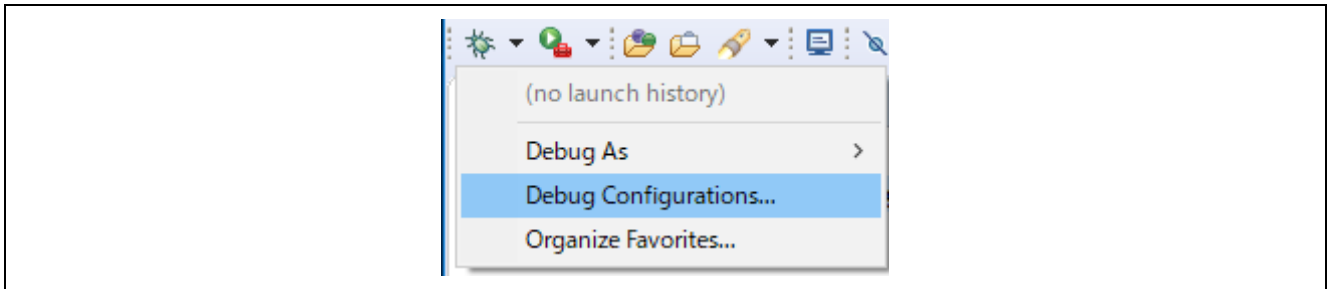 (no launch history)
Debug As
Debug Configurations...
Organize Favorites...